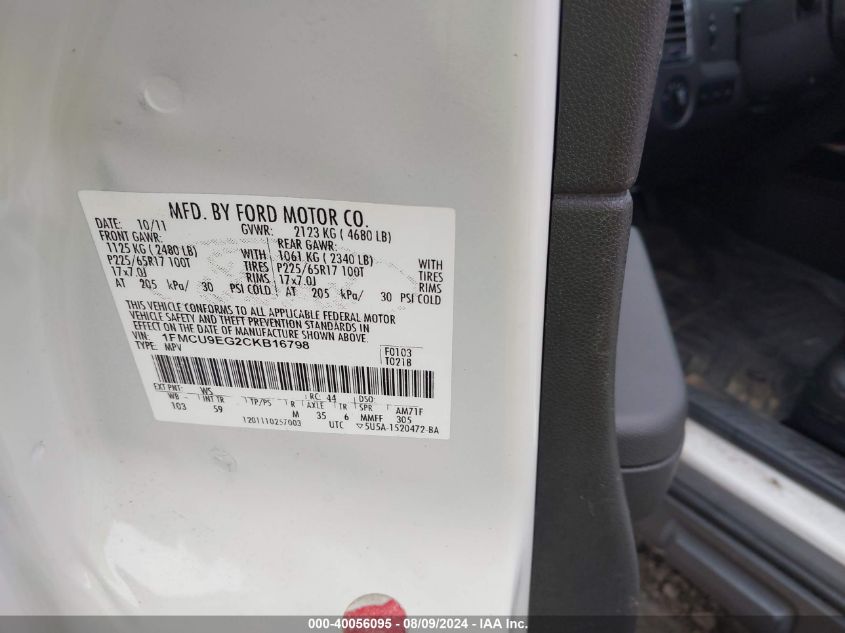 MFD. BY FORD MOTOR CO.
DATE: 10/11 GVWR: 2123 KG ( 4680 LB)
FRONT GAWR: REAR GAWR:
1125 KG ( 2480 LB) WITH 1061 KG ( 2340 LB) WITH
P225/65R17 100T TIRES P225/65R17 100T TIRES
17x7.0J RIMS 17x7.0J RIMS
AT 205 kPa/ 30 PSI COLD AT 205 kPa/ 30 PSI COLD
THIS VEHICLE CONFORMS TO ALL APPLICABLE FEDERAL MOTOR
VEHICLE SAFETY AND THEFT PREVENTION STANDARDS IN
EFFECT ON THE DATE OF MANUFACTURE SHOWN ABOVE.
VIN: 1FMCU9EG2CKB16798 F0103
TYPE: MPV T0218
EXT PNT: WS RC: 44 DSO:
WB INT TR TP/PS R AXLE TR SPR AM71F
103 59 M 35 6 MMFF 305
1201110257003 UTC ▽5U5A-1520472-BA
000-40056095 - 08/09/2024 - IAA Inc.